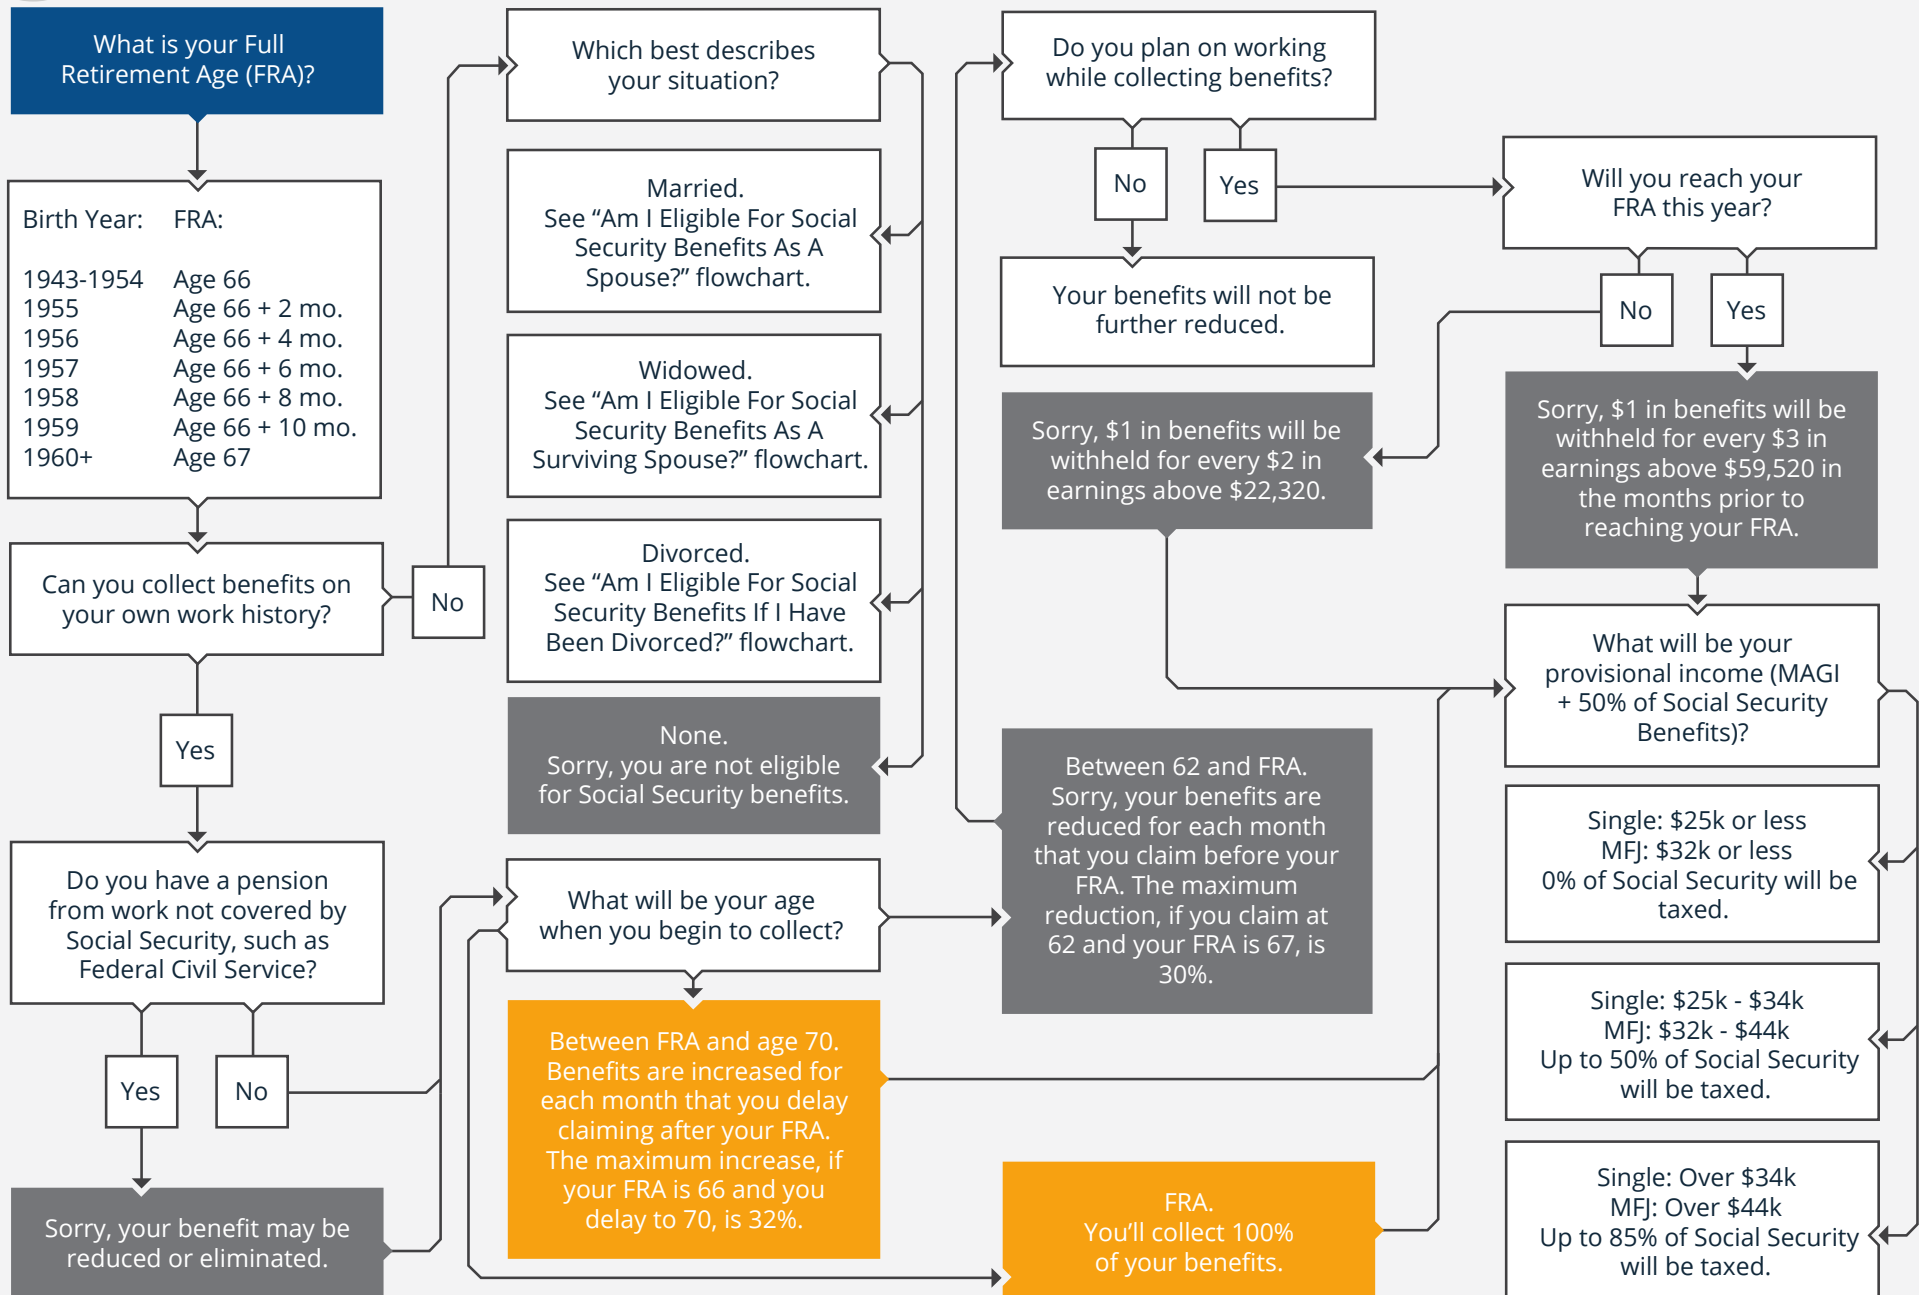 What is your Full
Retirement Age (FRA)?
Birth Year: FRA:
1943-1954 Age 66
1955 Age 66 + 2 mo.
1956 Age 66 + 4 mo.
1957 Age 66 + 6 mo.
1958 Age 66 + 8 mo.
1959 Age 66 + 10 mo.
1960+ Age 67
Can you collect benefits on
your own work history?
No
Yes
Do you have a pension
from work not covered by
Social Security, such as
Federal Civil Service?
Yes
No
Sorry, your benefit may be
reduced or eliminated.
Which best describes
your situation?
Married.
See “Am I Eligible For Social
Security Benefits As A
Spouse?” flowchart.
Widowed.
See “Am I Eligible For Social
Security Benefits As A
Surviving Spouse?” flowchart.
Divorced.
See “Am I Eligible For Social
Security Benefits If I Have
Been Divorced?” flowchart.
None.
Sorry, you are not eligible
for Social Security benefits.
What will be your age
when you begin to collect?
Between FRA and age 70.
Benefits are increased for
each month that you delay
claiming after your FRA.
The maximum increase, if
your FRA is 66 and you
delay to 70, is 32%.
Do you plan on working
while collecting benefits?
No
Yes
Your benefits will not be
further reduced.
Sorry, $1 in benefits will be
withheld for every $2 in
earnings above $22,320.
Between 62 and FRA.
Sorry, your benefits are
reduced for each month
that you claim before your
FRA. The maximum
reduction, if you claim at
62 and your FRA is 67, is
30%.
FRA.
You’ll collect 100%
of your benefits.
Will you reach your
FRA this year?
No
Yes
Sorry, $1 in benefits will be
withheld for every $3 in
earnings above $59,520 in
the months prior to
reaching your FRA.
What will be your
provisional income (MAGI
+ 50% of Social Security
Benefits)?
Single: $25k or less
MFJ: $32k or less
0% of Social Security will be
taxed.
Single: $25k - $34k
MFJ: $32k - $44k
Up to 50% of Social Security
will be taxed.
Single: Over $34k
MFJ: Over $44k
Up to 85% of Social Security
will be taxed.